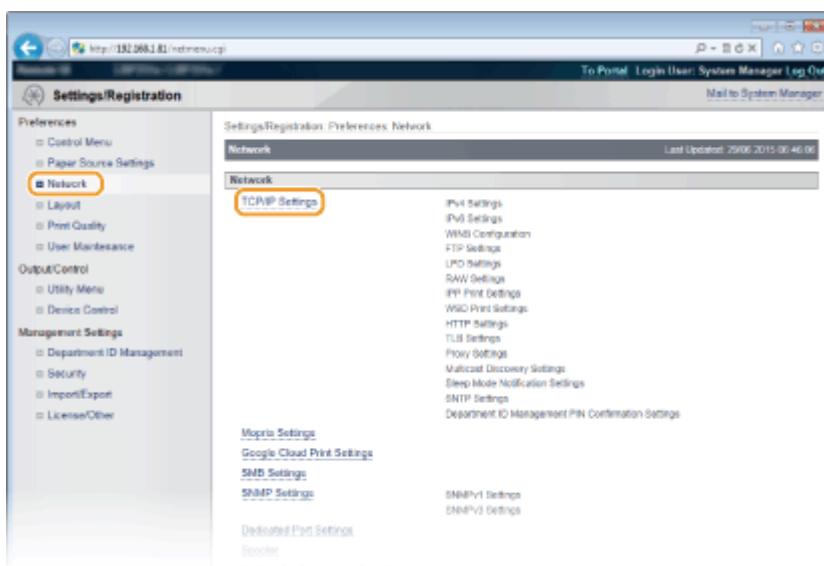 http://192.168.1.81/netmenu.cgi
To Portal Login User: System Manager Log Out
Settings/Registration
Mail to System Manager
Preferences
Control Menu
Paper Source Settings
Network
Layout
Print Quality
User Maintenance
Output/Control
Utility Menu
Device Control
Management Settings
Department ID Management
Security
Import/Export
License/Other
Settings/Registration: Preferences: Network
Network
Last Updated: 29/06 2015 06:46:06
Network
TCP/IP Settings
IPv4 Settings
IPv6 Settings
WINS Configuration
FTP Settings
LPD Settings
RAW Settings
IPP Print Settings
WSD Print Settings
HTTP Settings
TLS Settings
Proxy Settings
Multicast Discovery Settings
Sleep Mode Notification Settings
SNTP Settings
Department ID Management PIN Confirmation Settings
Mopria Settings
Google Cloud Print Settings
SMB Settings
SNMP Settings
SNMPv1 Settings
SNMPv3 Settings
Dedicated Port Settings
Spooler